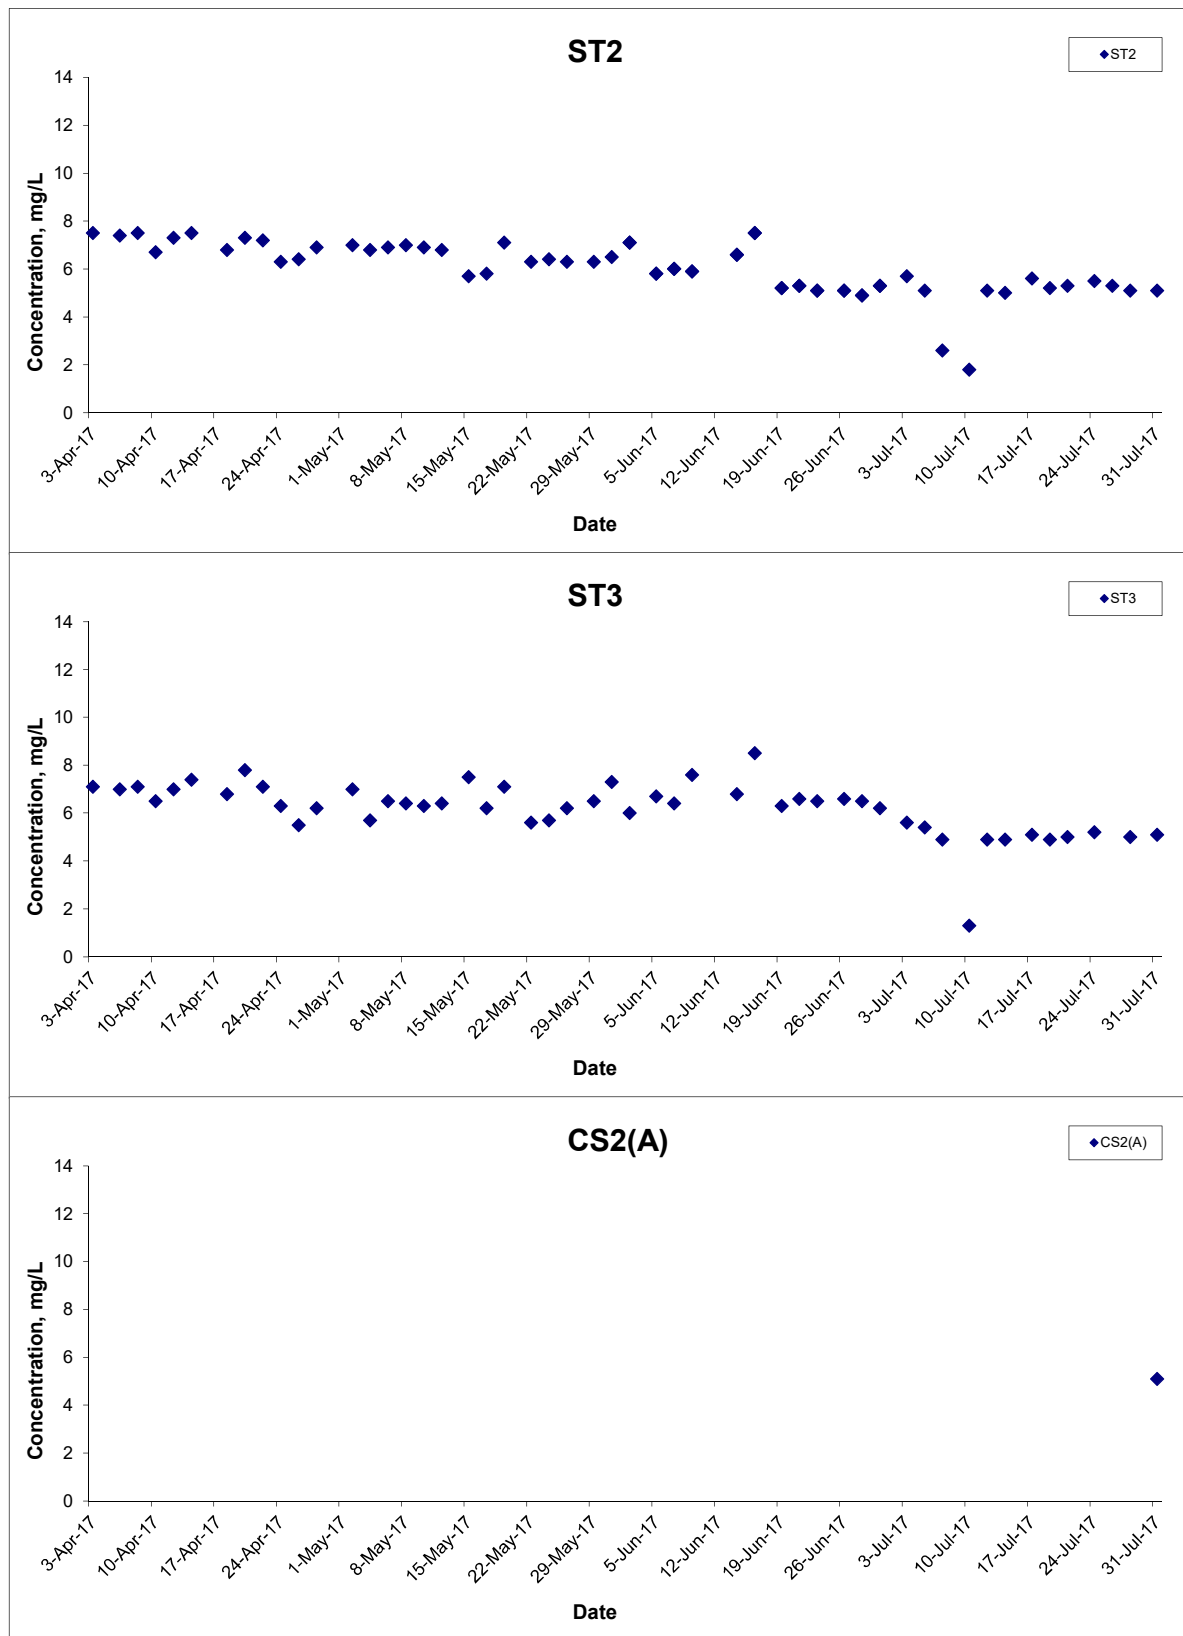 ST2
ST2
14
12
10
8
6
4
2
0
Concentration, mg/L
3-Apr-17
10-Apr-17
17-Apr-17
24-Apr-17
1-May-17
8-May-17
15-May-17
22-May-17
29-May-17
5-Jun-17
12-Jun-17
19-Jun-17
26-Jun-17
3-Jul-17
10-Jul-17
17-Jul-17
24-Jul-17
31-Jul-17
Date
ST3
ST3
14
12
10
8
6
4
2
0
Concentration, mg/L
3-Apr-17
10-Apr-17
17-Apr-17
24-Apr-17
1-May-17
8-May-17
15-May-17
22-May-17
29-May-17
5-Jun-17
12-Jun-17
19-Jun-17
26-Jun-17
3-Jul-17
10-Jul-17
17-Jul-17
24-Jul-17
31-Jul-17
Date
CS2(A)
CS2(A)
14
12
10
8
6
4
2
0
Concentration, mg/L
3-Apr-17
10-Apr-17
17-Apr-17
24-Apr-17
1-May-17
8-May-17
15-May-17
22-May-17
29-May-17
5-Jun-17
12-Jun-17
19-Jun-17
26-Jun-17
3-Jul-17
10-Jul-17
17-Jul-17
24-Jul-17
31-Jul-17
Date